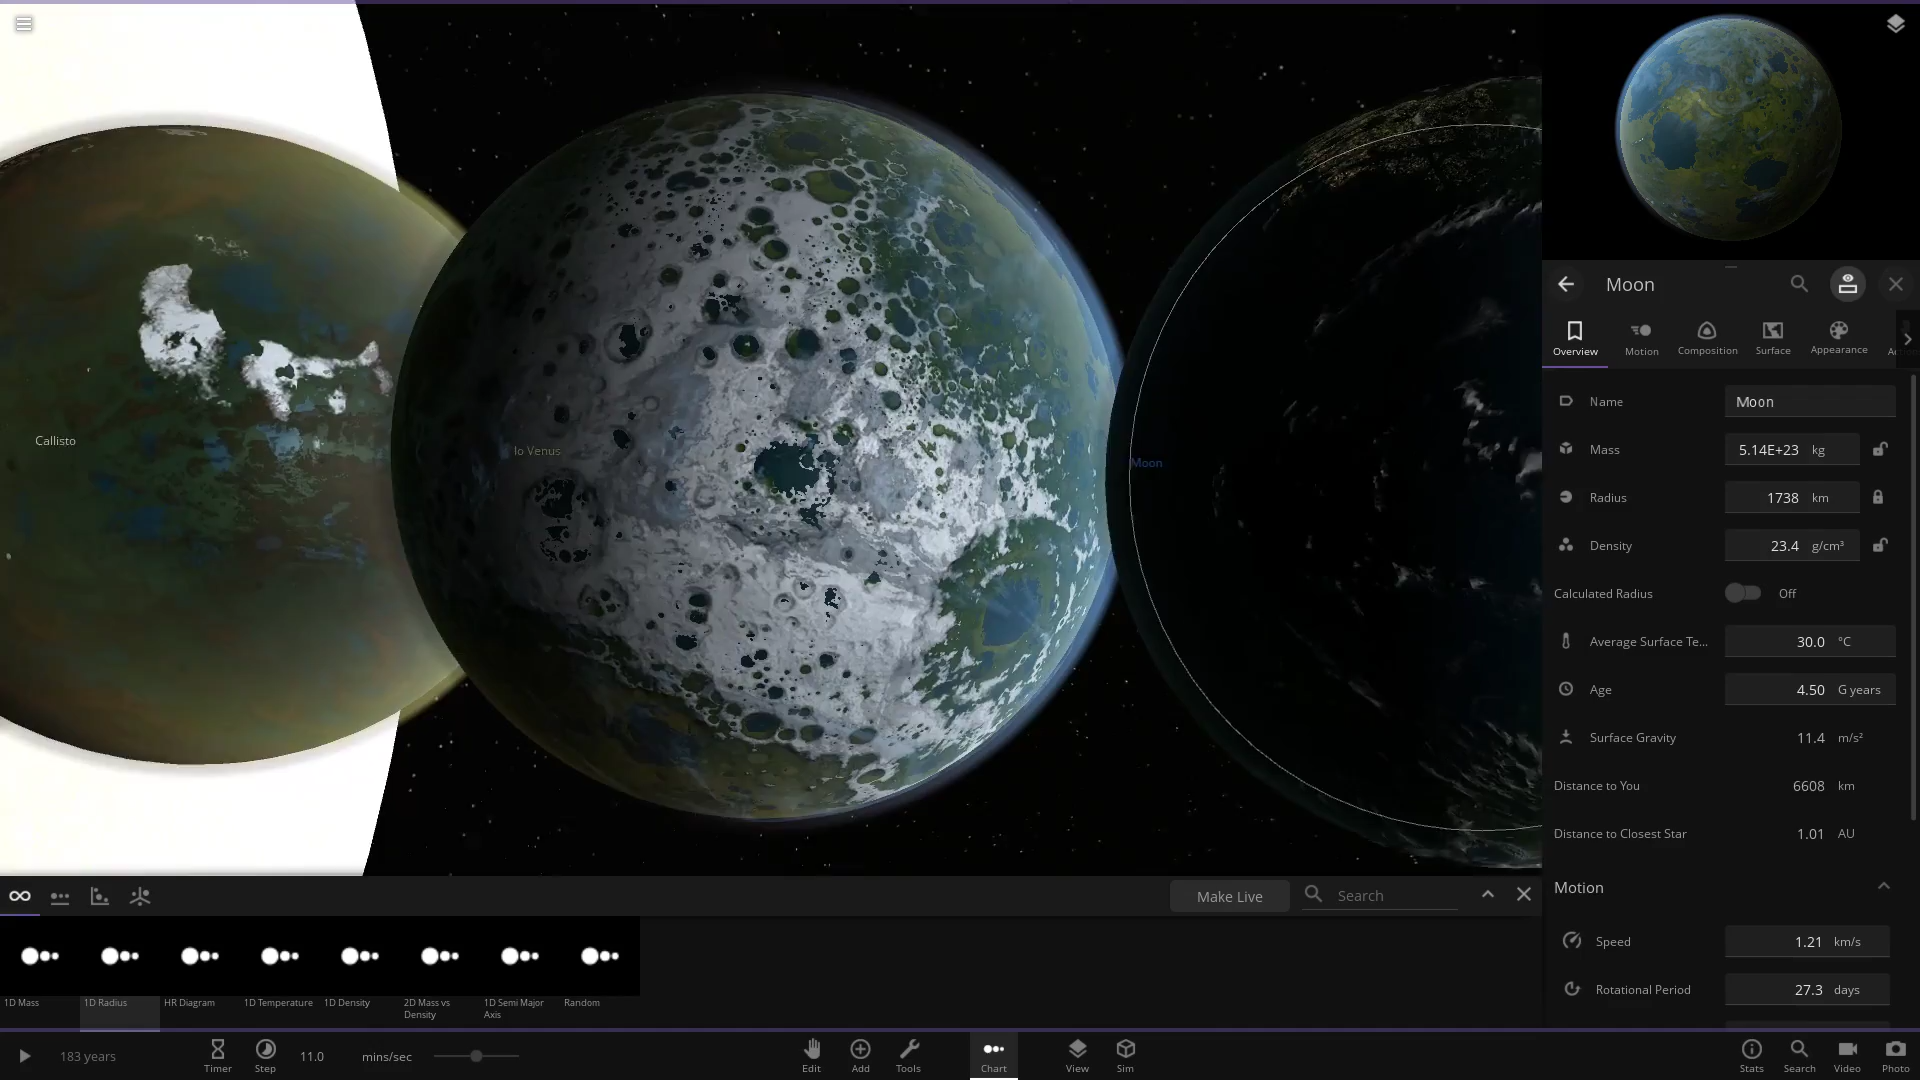 Callisto
Io Venus
Moon
Moon
Overview
Motion
Composition
Surface
Appearance
Name
Moon
Mass
5.14E+23 kg
Radius
1738 km
Density
23.4 g/cm³
Calculated Radius
Off
Average Surface Te...
30.0 °C
Age
4.50 G years
Surface Gravity
11.4 m/s²
Distance to You
6608 km
Distance to Closest Star
1.01 AU
Motion
Speed
1.21 km/s
Rotational Period
27.3 days
Make Live
Search
1D Mass
1D Radius
HR Diagram
1D Temperature
1D Density
2D Mass vs
Density
1D Semi Major
Axis
Random
183 years
Timer
Step
11.0 mins/sec
Edit
Add
Tools
Chart
View
Sim
Stats
Search
Video
Photo